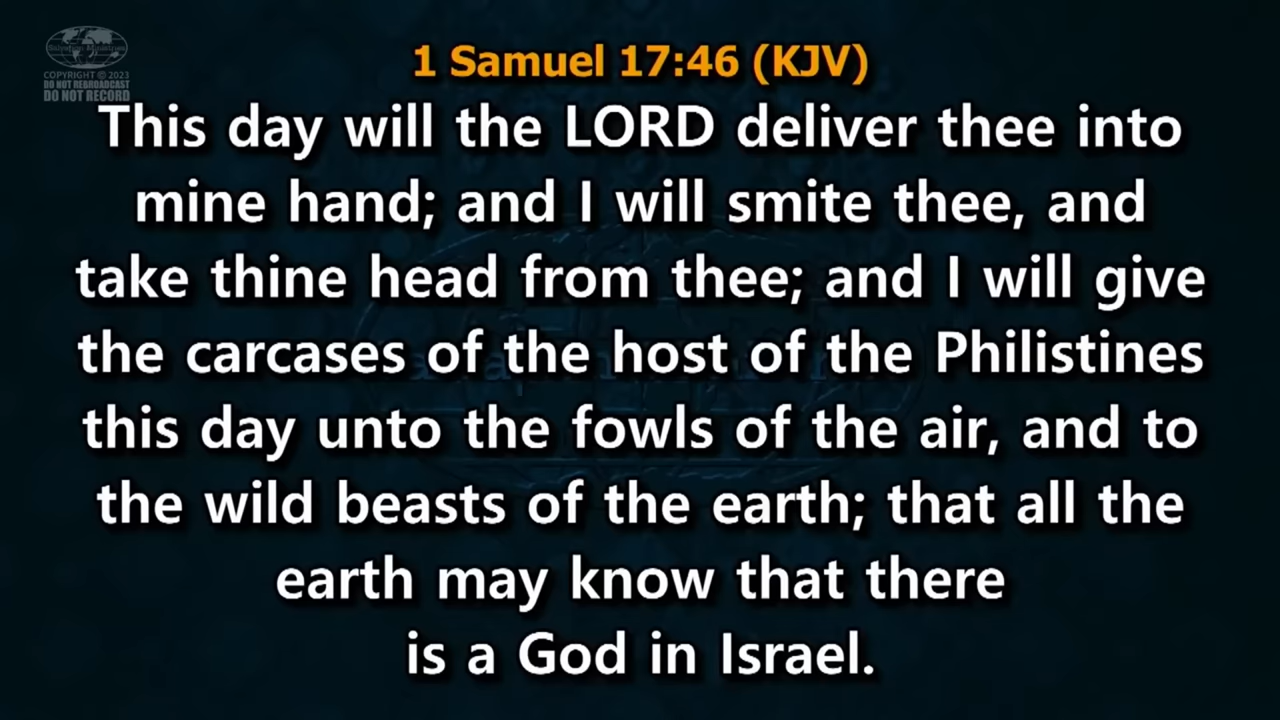 Salvation Ministries
COPYRIGHT © 2023
DO NOT REBROADCAST
DO NOT RECORD
1 Samuel 17:46 (KJV)
This day will the LORD deliver thee into
mine hand; and I will smite thee, and
take thine head from thee; and I will give
the carcases of the host of the Philistines
this day unto the fowls of the air, and to
the wild beasts of the earth; that all the
earth may know that there
is a God in Israel.